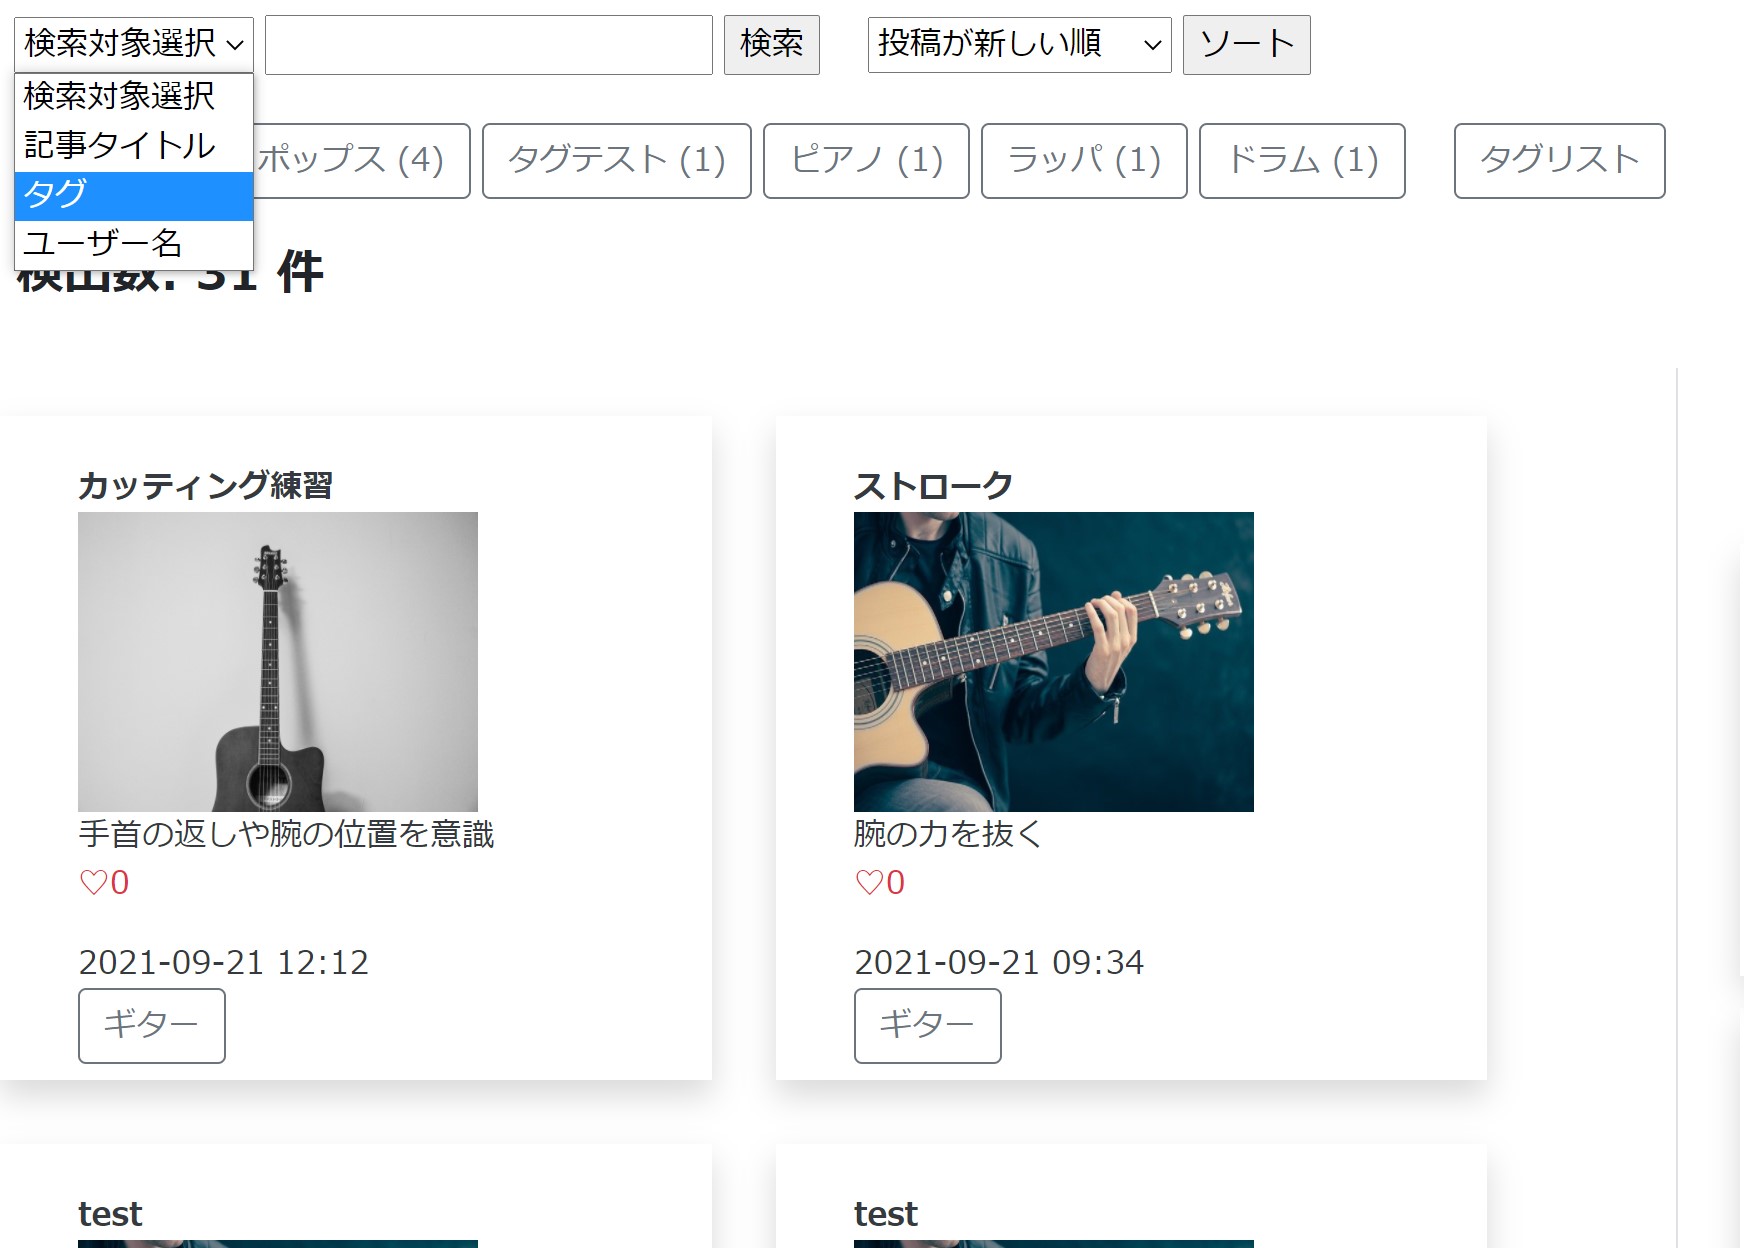 検索対象選択 検索 投稿が新しい順 ソート
検索対象選択
記事タイトル
タグ
ユーザー名
ポップス (4) タグテスト (1) ピアノ (1) ラッパ (1) ドラム (1) タグリスト
検出数: 31 件
カッティング練習
手首の返しや腕の位置を意識
♡0
2021-09-21 12:12
ギター
ストローク
腕の力を抜く
♡0
2021-09-21 09:34
ギター
test
test